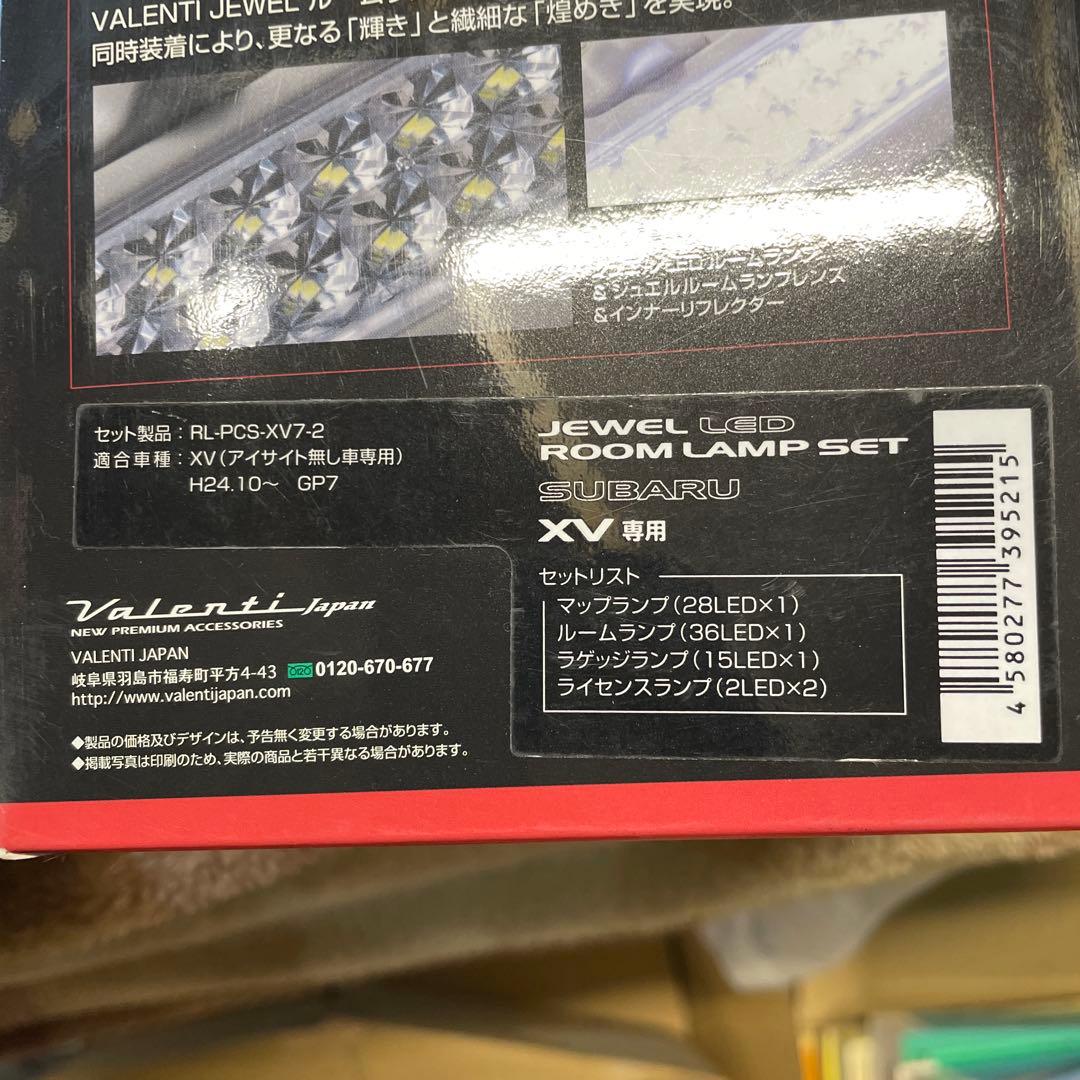 VALENTI JEWEL
同時装着により、更なる「輝き」と繊細な「煌めき」を実現。
&ジュエルルームランプレンズ
&インナーリフレクター
セット製品：RL-PCS-XV7-2
適合車種：XV（アイサイト無し車専用）
H24.10〜 GP7
JEWEL LED
ROOM LAMP SET
SUBARU
XV 専用
セットリスト
マップランプ（28LED×1）
ルームランプ（36LED×1）
ラゲッジランプ（15LED×1）
ライセンスランプ（2LED×2）
4 580277 395215
Valenti Japan
NEW PREMIUM ACCESSORIES
VALENTI JAPAN
岐阜県羽島市福寿町平方4-43 0120-670-677
http://www.valentijapan.com
◆製品の価格及びデザインは、予告無く変更する場合があります。
◆掲載写真は印刷のため、実際の商品と若干異なる場合があります。